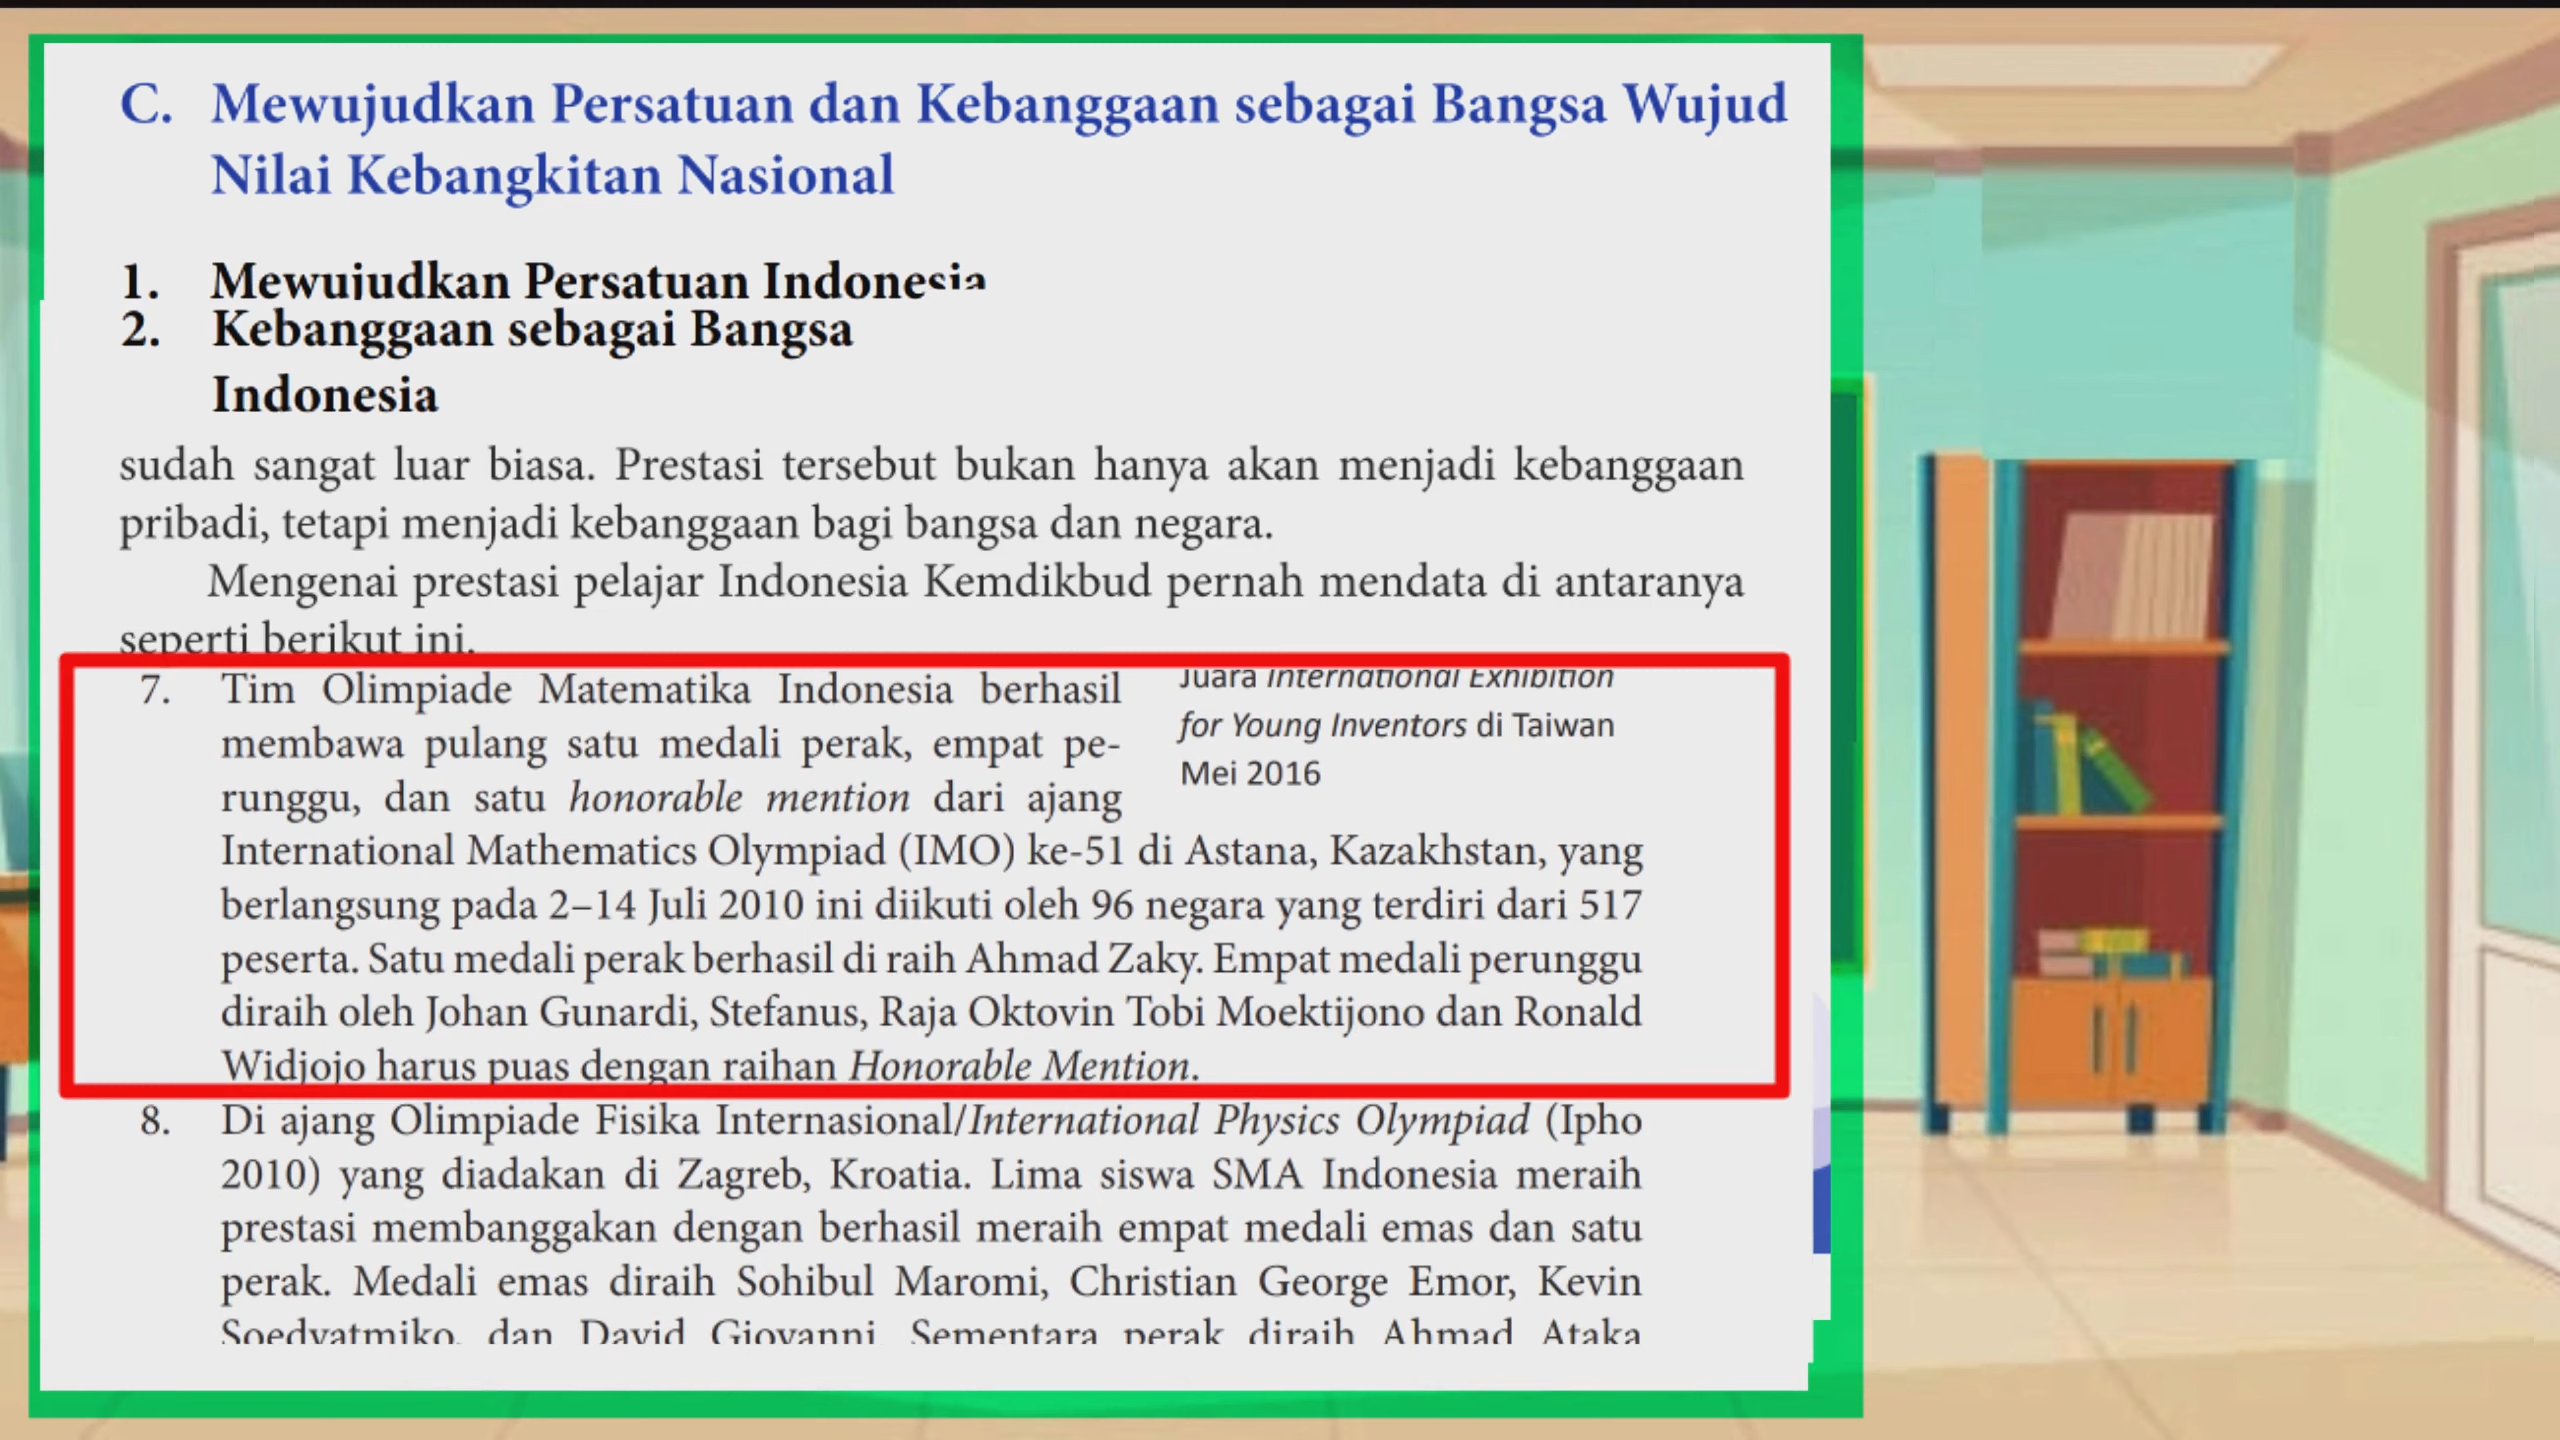 C. Mewujudkan Persatuan dan Kebanggaan sebagai Bangsa Wujud
Nilai Kebangkitan Nasional
1. Mewujudkan Persatuan Indonesia
2. Kebanggaan sebagai Bangsa
Indonesia
sudah sangat luar biasa. Prestasi tersebut bukan hanya akan menjadi kebanggaan
pribadi, tetapi menjadi kebanggaan bagi bangsa dan negara.
Mengenai prestasi pelajar Indonesia Kemdikbud pernah mendata di antaranya
seperti berikut ini.
7. Tim Olimpiade Matematika Indonesia berhasil
membawa pulang satu medali perak, empat pe-
runggu, dan satu honorable mention dari ajang
Juara International Exhibition
for Young Inventors di Taiwan
Mei 2016
International Mathematics Olympiad (IMO) ke-51 di Astana, Kazakhstan, yang
berlangsung pada 2–14 Juli 2010 ini diikuti oleh 96 negara yang terdiri dari 517
peserta. Satu medali perak berhasil di raih Ahmad Zaky. Empat medali perunggu
diraih oleh Johan Gunardi, Stefanus, Raja Oktovin Tobi Moektijono dan Ronald
Widjojo harus puas dengan raihan Honorable Mention.
8. Di ajang Olimpiade Fisika Internasional/International Physics Olympiad (Ipho
2010) yang diadakan di Zagreb, Kroatia. Lima siswa SMA Indonesia meraih
prestasi membanggakan dengan berhasil meraih empat medali emas dan satu
perak. Medali emas diraih Sohibul Maromi, Christian George Emor, Kevin
Soedyatmiko, dan David Giovanni. Sementara perak diraih Ahmad Ataka